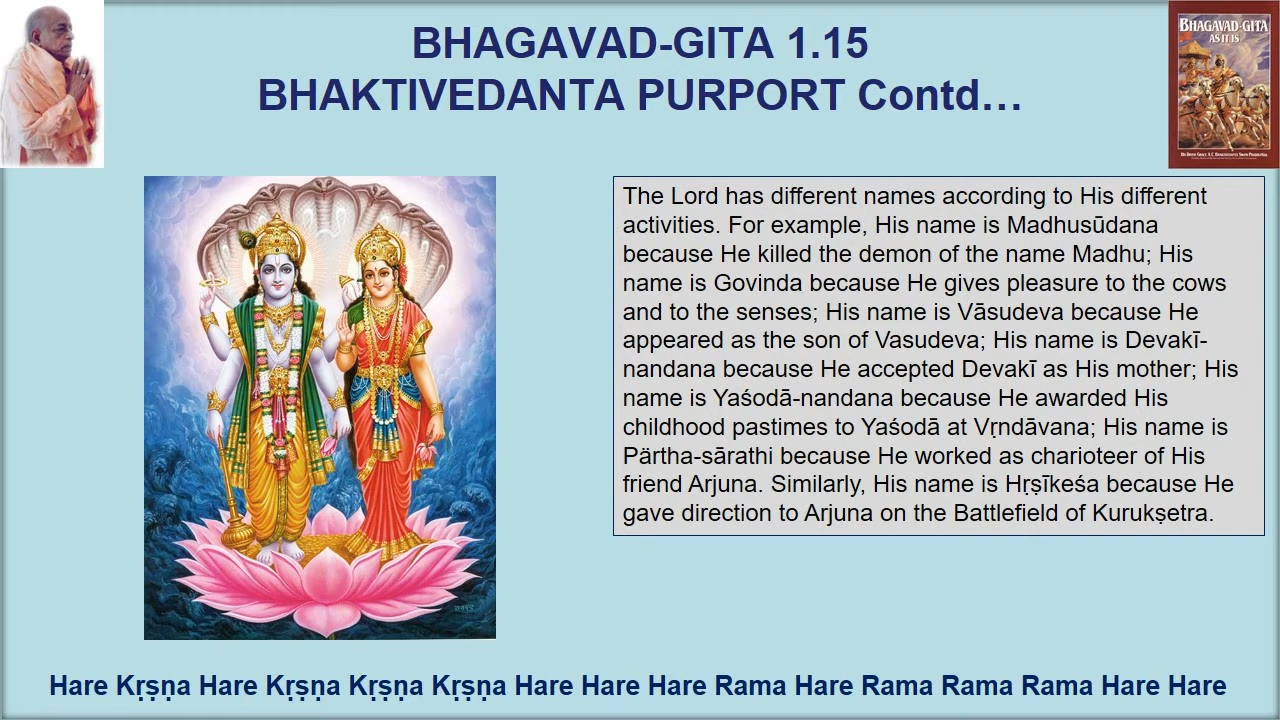 BHAGAVAD-GITA 1.15
BHAKTIVEDANTA PURPORT Contd…
BHAGAVAD-GITA
AS IT IS
HIS DIVINE GRACE A.C. BHAKTIVEDANTA SWAMI PRABHUPĀDA
The Lord has different names according to His different
activities. For example, His name is Madhusūdana
because He killed the demon of the name Madhu; His
name is Govinda because He gives pleasure to the cows
and to the senses; His name is Vāsudeva because He
appeared as the son of Vasudeva; His name is Devakī-
nandana because He accepted Devakī as His mother; His
name is Yaśodā-nandana because He awarded His
childhood pastimes to Yaśodā at Vṛndāvana; His name is
Pärtha-sārathi because He worked as charioteer of His
friend Arjuna. Similarly, His name is Hṛṣīkeśa because He
gave direction to Arjuna on the Battlefield of Kurukṣetra.
Hare Kṛṣṇa Hare Kṛṣṇa Kṛṣṇa Kṛṣṇa Hare Hare Hare Rama Hare Rama Rama Rama Hare Hare